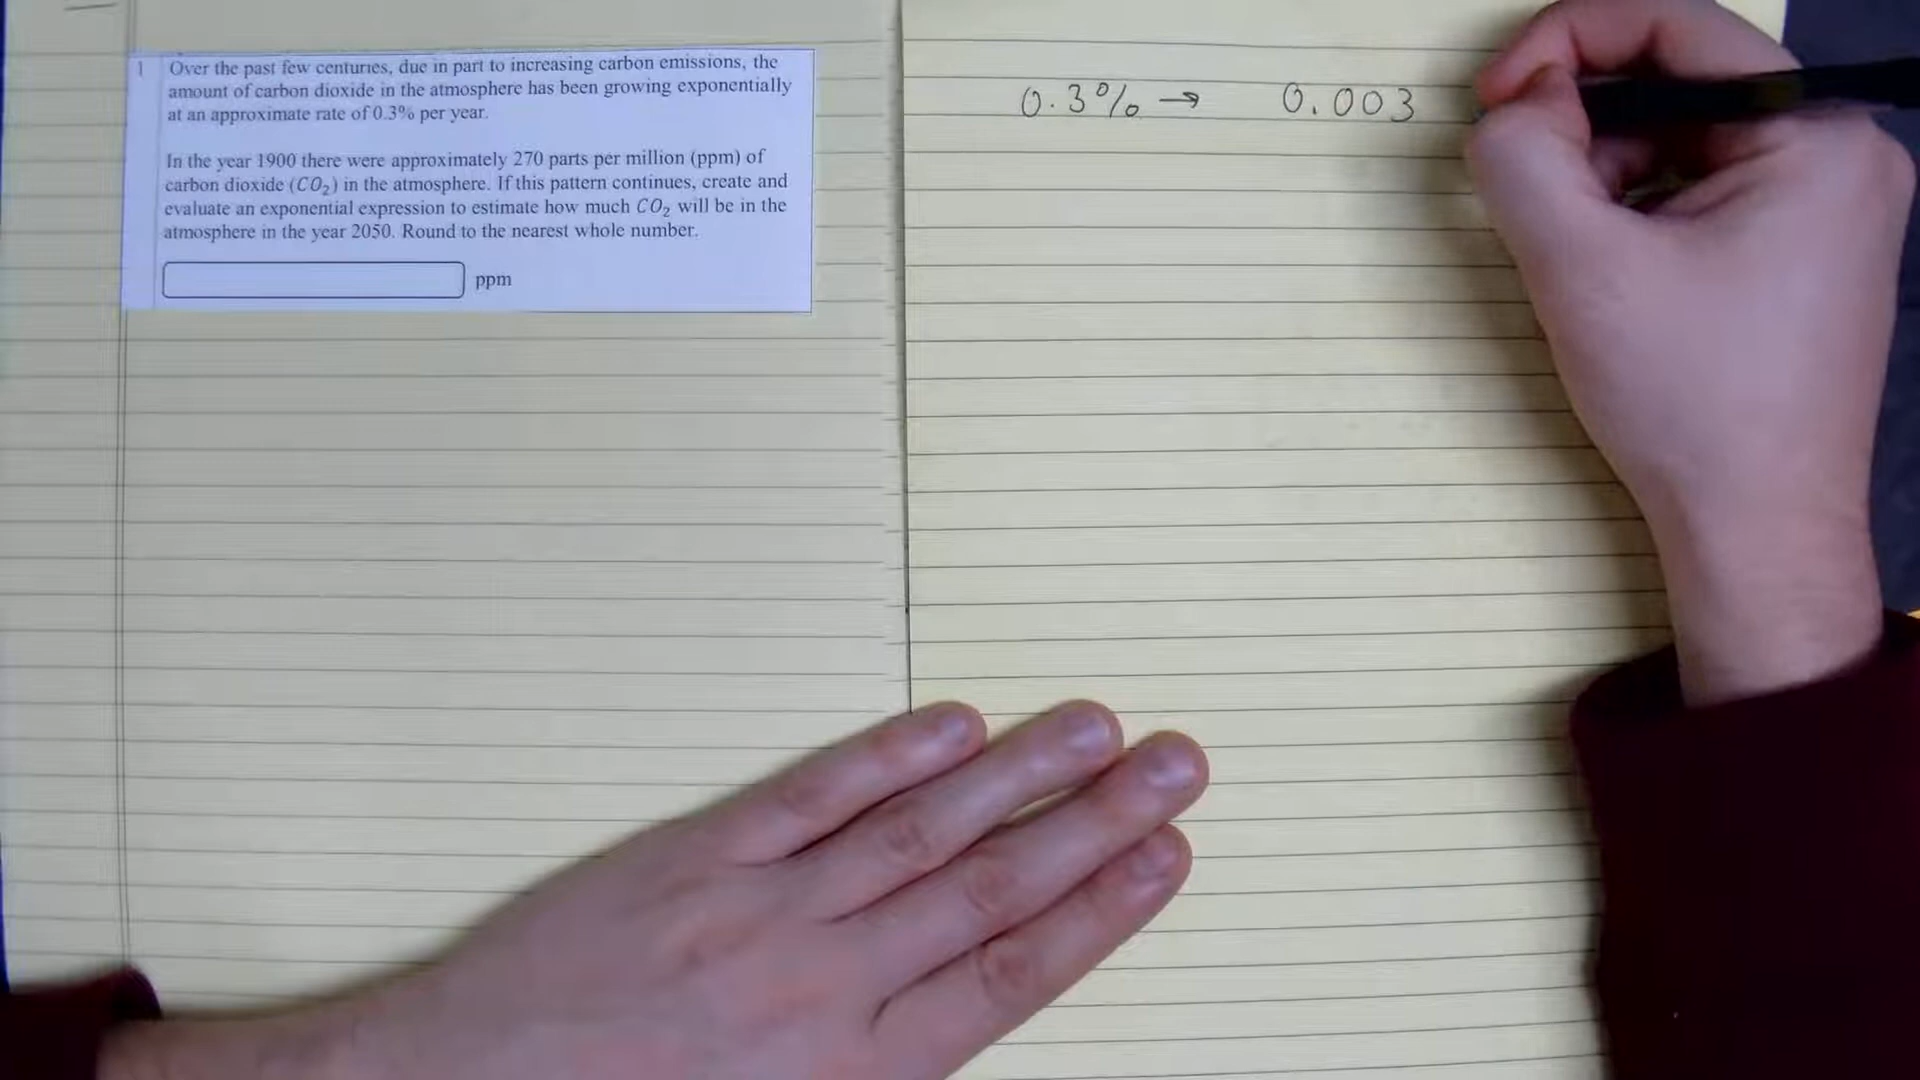 1 Over the past few centuries, due in part to increasing carbon emissions, the
amount of carbon dioxide in the atmosphere has been growing exponentially
at an approximate rate of 0.3% per year.
In the year 1900 there were approximately 270 parts per million (ppm) of
carbon dioxide (CO₂) in the atmosphere. If this pattern continues, create and
evaluate an exponential expression to estimate how much CO₂ will be in the
atmosphere in the year 2050. Round to the nearest whole number.
ppm
0.3% → 0.003